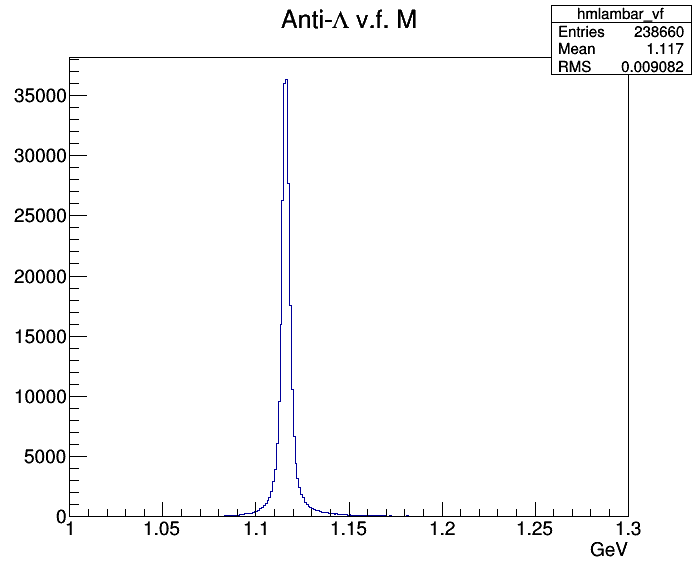 Anti-Λ v.f. M
hmlambar_vf
Entries 238660
Mean 1.117
RMS 0.009082
35000
30000
25000
20000
15000
10000
5000
0
1 1.05 1.1 1.15 1.2 1.25 1.3
GeV